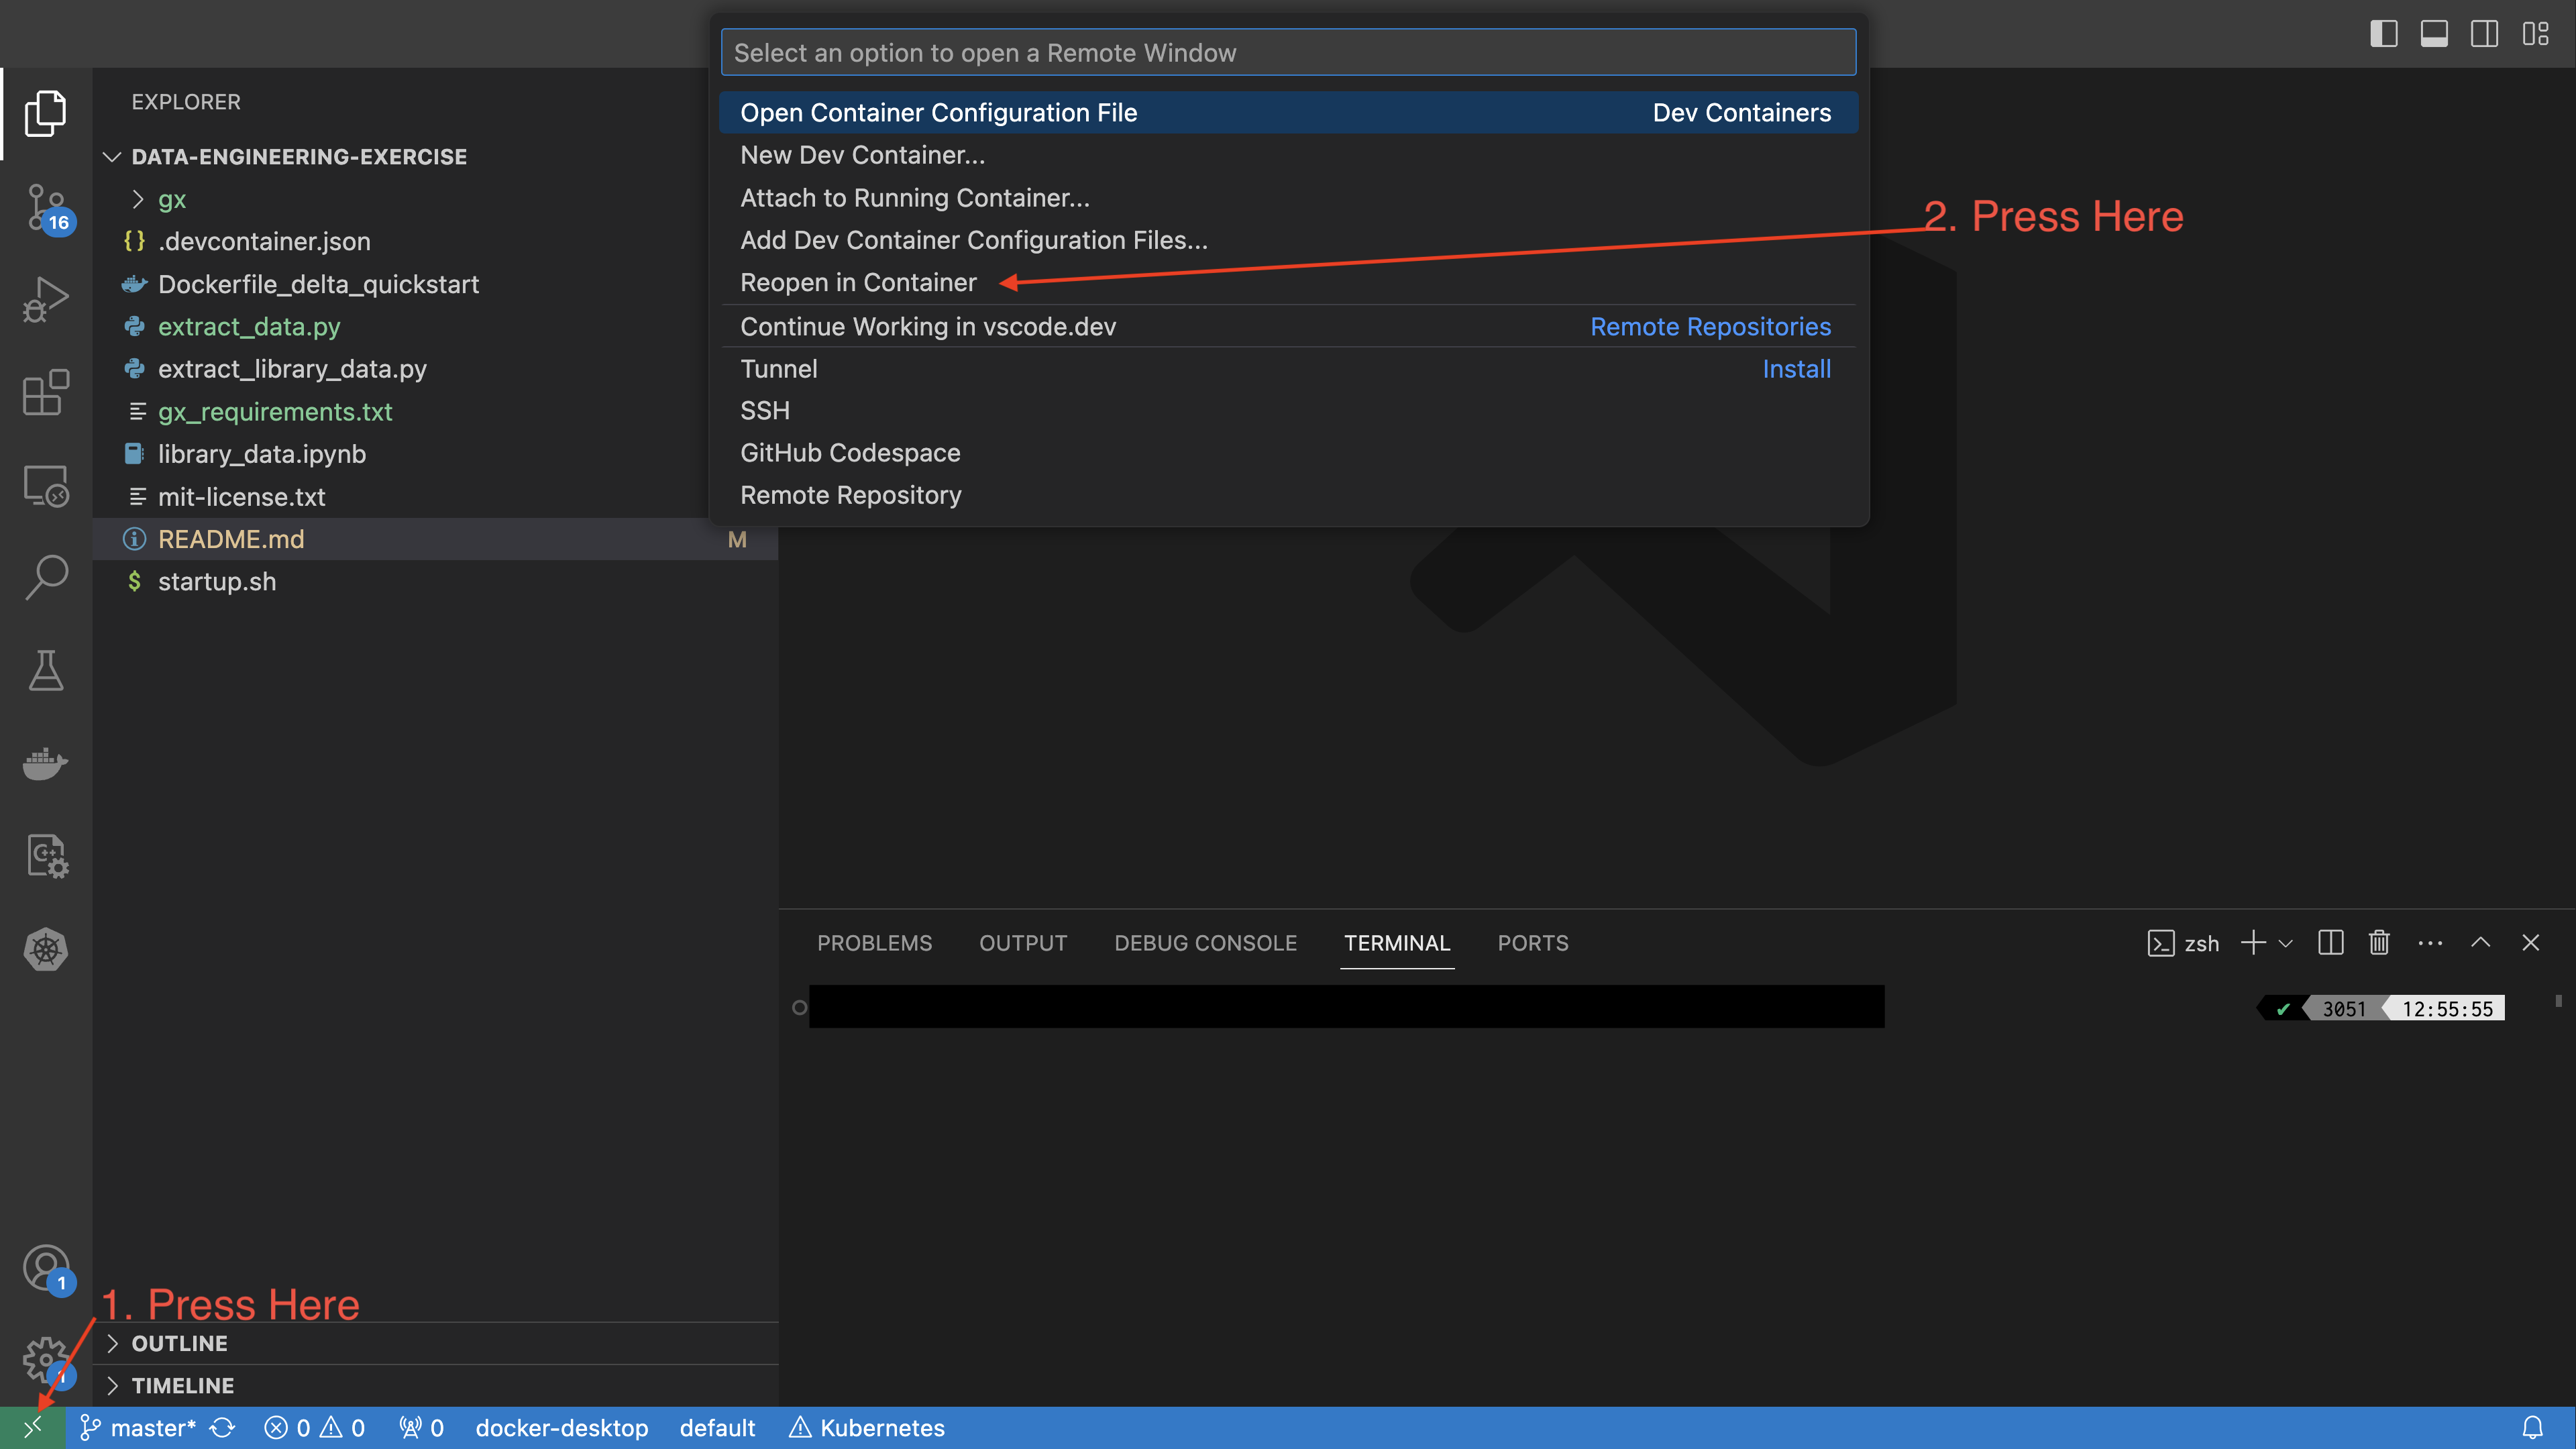 Select an option to open a Remote Window
Open Container Configuration File Dev Containers
New Dev Container...
Attach to Running Container...
Add Dev Container Configuration Files...
Reopen in Container
Continue Working in vscode.dev Remote Repositories
Tunnel Install
SSH
GitHub Codespace
Remote Repository
2. Press Here
EXPLORER
DATA-ENGINEERING-EXERCISE
gx
{} .devcontainer.json
Dockerfile_delta_quickstart
extract_data.py
extract_library_data.py
gx_requirements.txt
library_data.ipynb
mit-license.txt
README.md M
$ startup.sh
16
C++
1
1. Press Here
1
OUTLINE
TIMELINE
PROBLEMS OUTPUT DEBUG CONSOLE TERMINAL PORTS
zsh
✔ 3051 12:55:55
master* 0 0 0 docker-desktop default Kubernetes